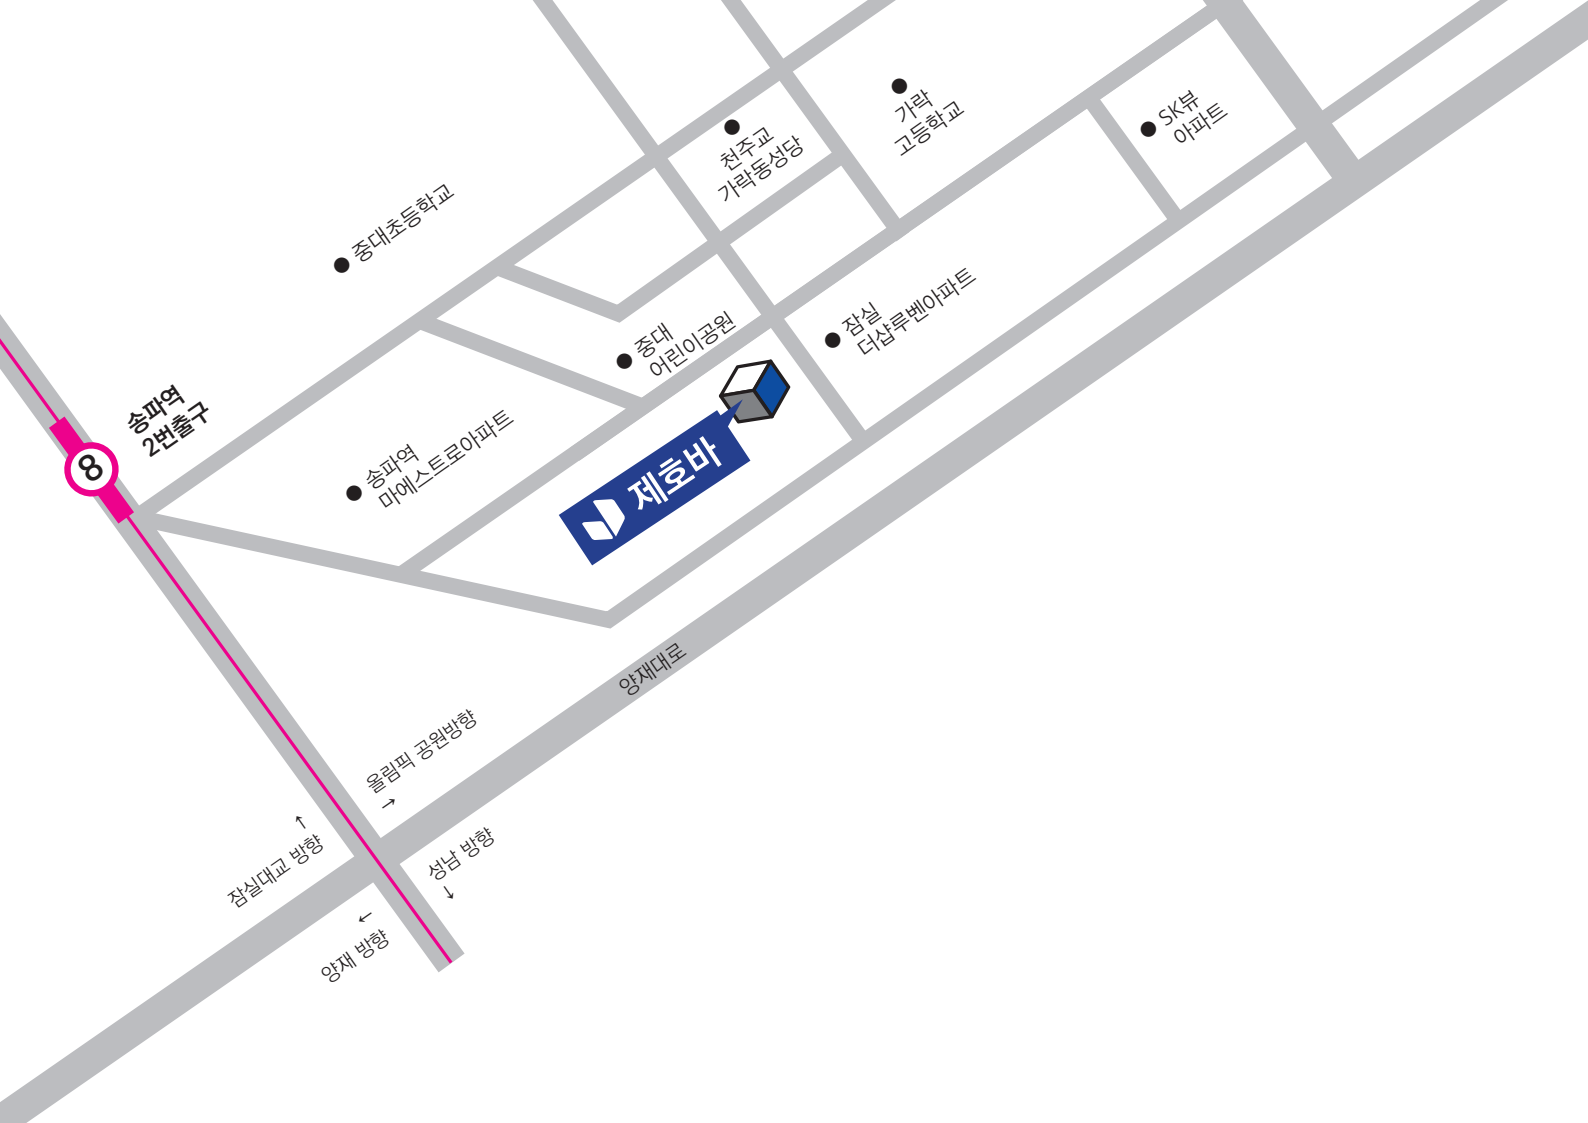 가락
고등학교
SK뷰
아파트
천주교
가락동성당
중대초등학교
잠실
더샵루벤아파트
중대
어린이공원
송파역
2번출구
8
송파역
마에스트로아파트
제호바
양재대로
올림픽 공원방향
→
↑
잠실대교 방향
성남 방향
↓
←
양재 방향